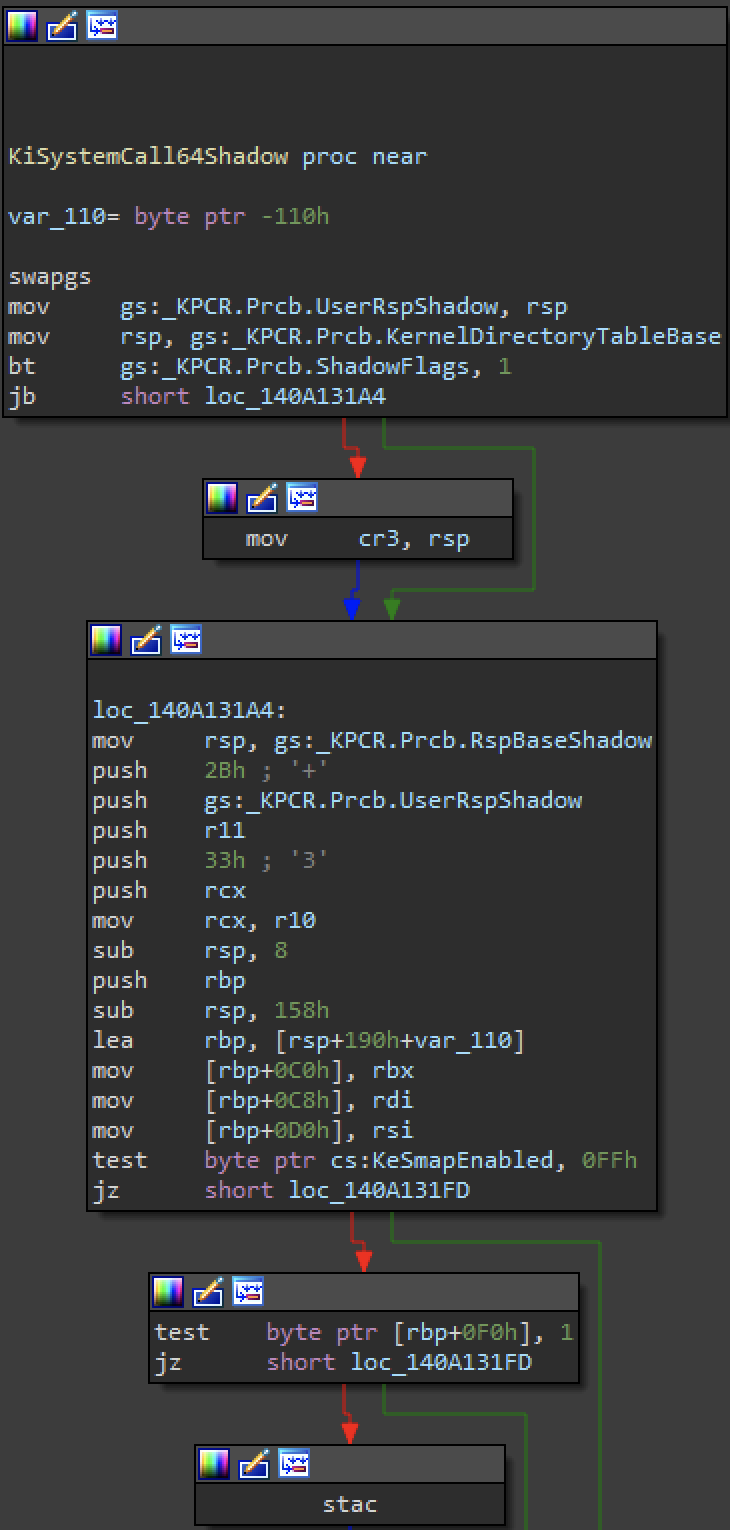 KiSystemCall64Shadow proc near
var_110= byte ptr -110h
swapgs
mov gs:_KPCR.Prcb.UserRspShadow, rsp
mov rsp, gs:_KPCR.Prcb.KernelDirectoryTableBase
bt gs:_KPCR.Prcb.ShadowFlags, 1
jb short loc_140A131A4
mov cr3, rsp
loc_140A131A4:
mov rsp, gs:_KPCR.Prcb.RspBaseShadow
push 2Bh ; '+'
push gs:_KPCR.Prcb.UserRspShadow
push r11
push 33h ; '3'
push rcx
mov rcx, r10
sub rsp, 8
push rbp
sub rsp, 158h
lea rbp, [rsp+190h+var_110]
mov [rbp+0C0h], rbx
mov [rbp+0C8h], rdi
mov [rbp+0D0h], rsi
test byte ptr cs:KeSmapEnabled, 0FFh
jz short loc_140A131FD
test byte ptr [rbp+0F0h], 1
jz short loc_140A131FD
stac